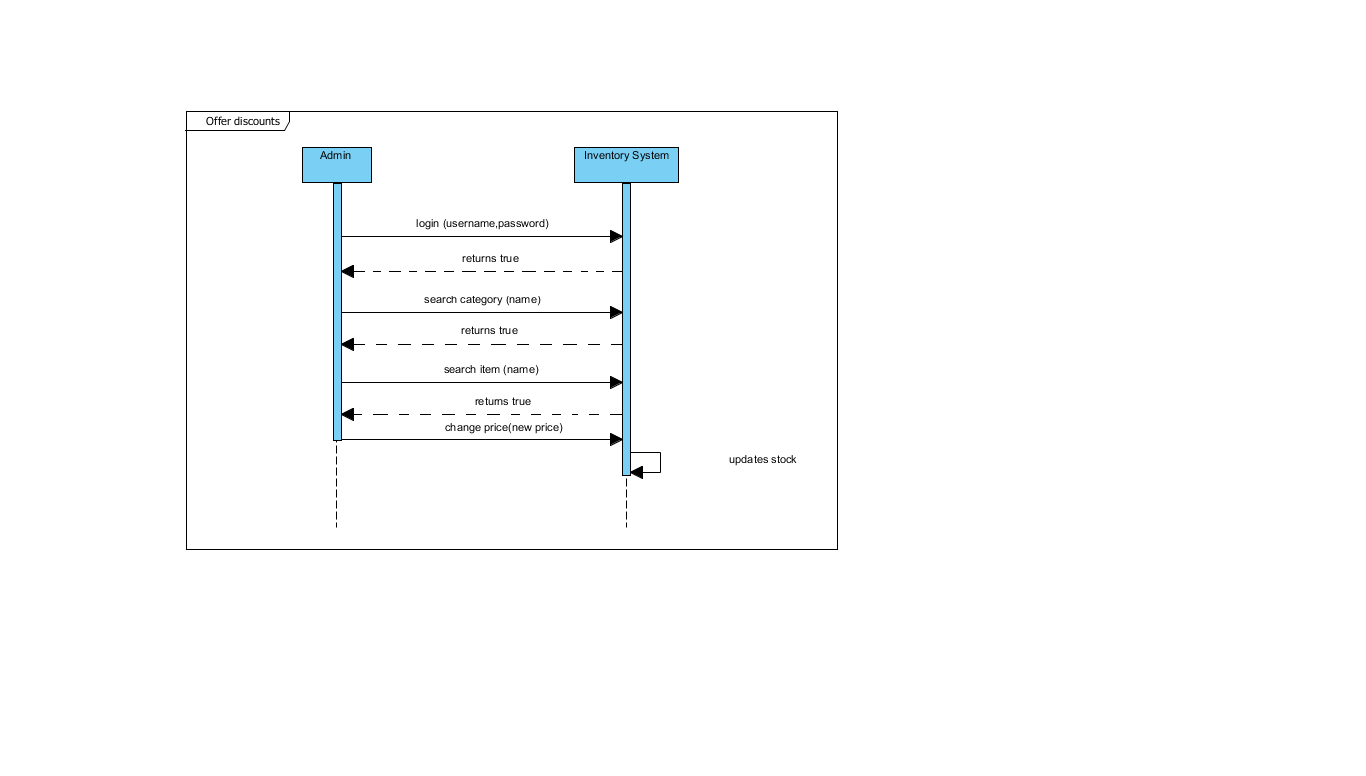 Offer discounts
Admin
Inventory System
login (username,password)
returns true
search category (name)
returns true
search item (name)
returns true
change price(new price)
updates stock